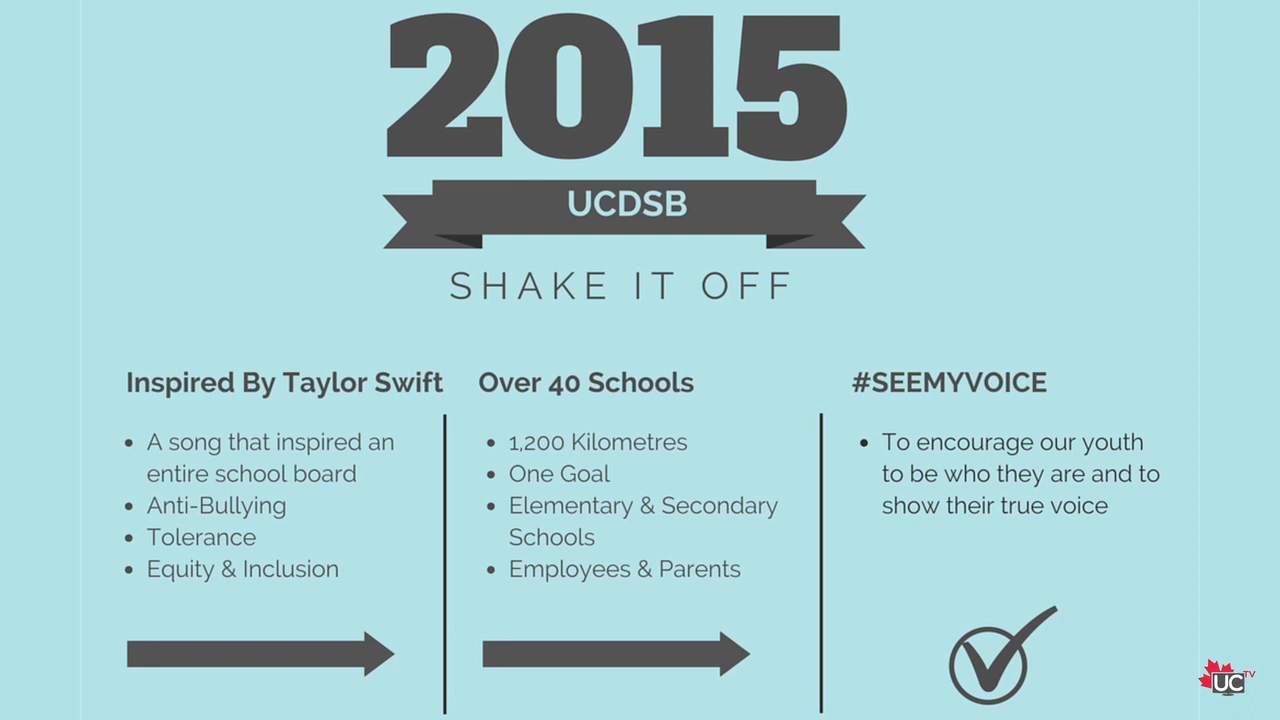 2015
UCDSB
SHAKE IT OFF
Inspired By Taylor Swift
A song that inspired an
entire school board
Anti-Bullying
Tolerance
Equity & Inclusion
Over 40 Schools
1,200 Kilometres
One Goal
Elementary & Secondary
Schools
Employees & Parents
#SEEMYVOICE
To encourage our youth
to be who they are and to
show their true voice
UC TV